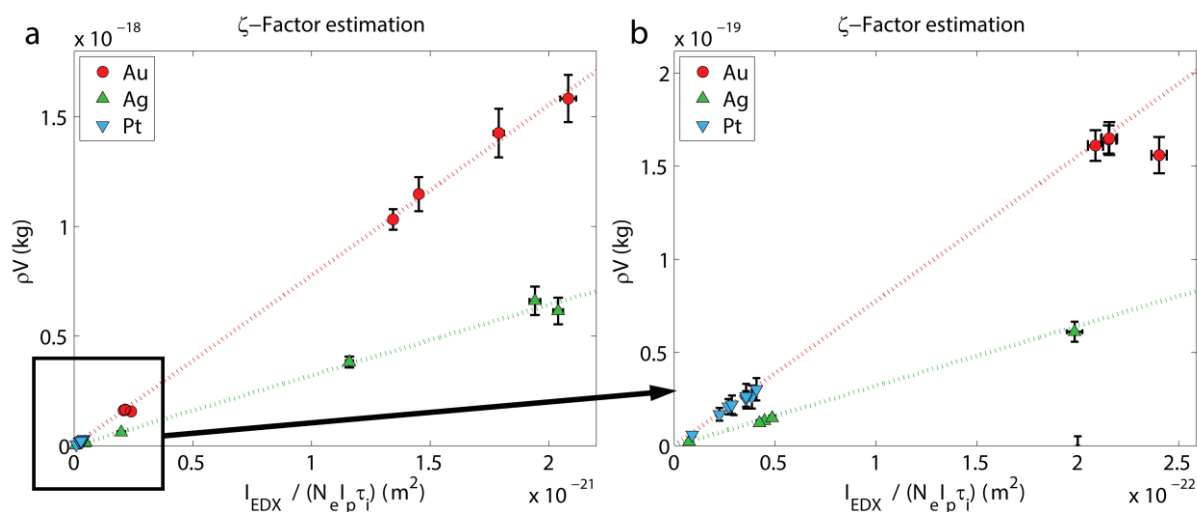 a
ζ–Factor estimation
x 10⁻¹⁸
Au
Ag
Pt
1.5
1
0.5
0
ρV (kg)
0
0.5
1
1.5
2
I_EDX / (N_e I_p τ_i) (m²)
x 10⁻²¹
b
ζ–Factor estimation
x 10⁻¹⁹
Au
Ag
Pt
2
1.5
1
0.5
0
ρV (kg)
0
0.5
1
1.5
2
2.5
I_EDX / (N_e I_p τ_i) (m²)
x 10⁻²²